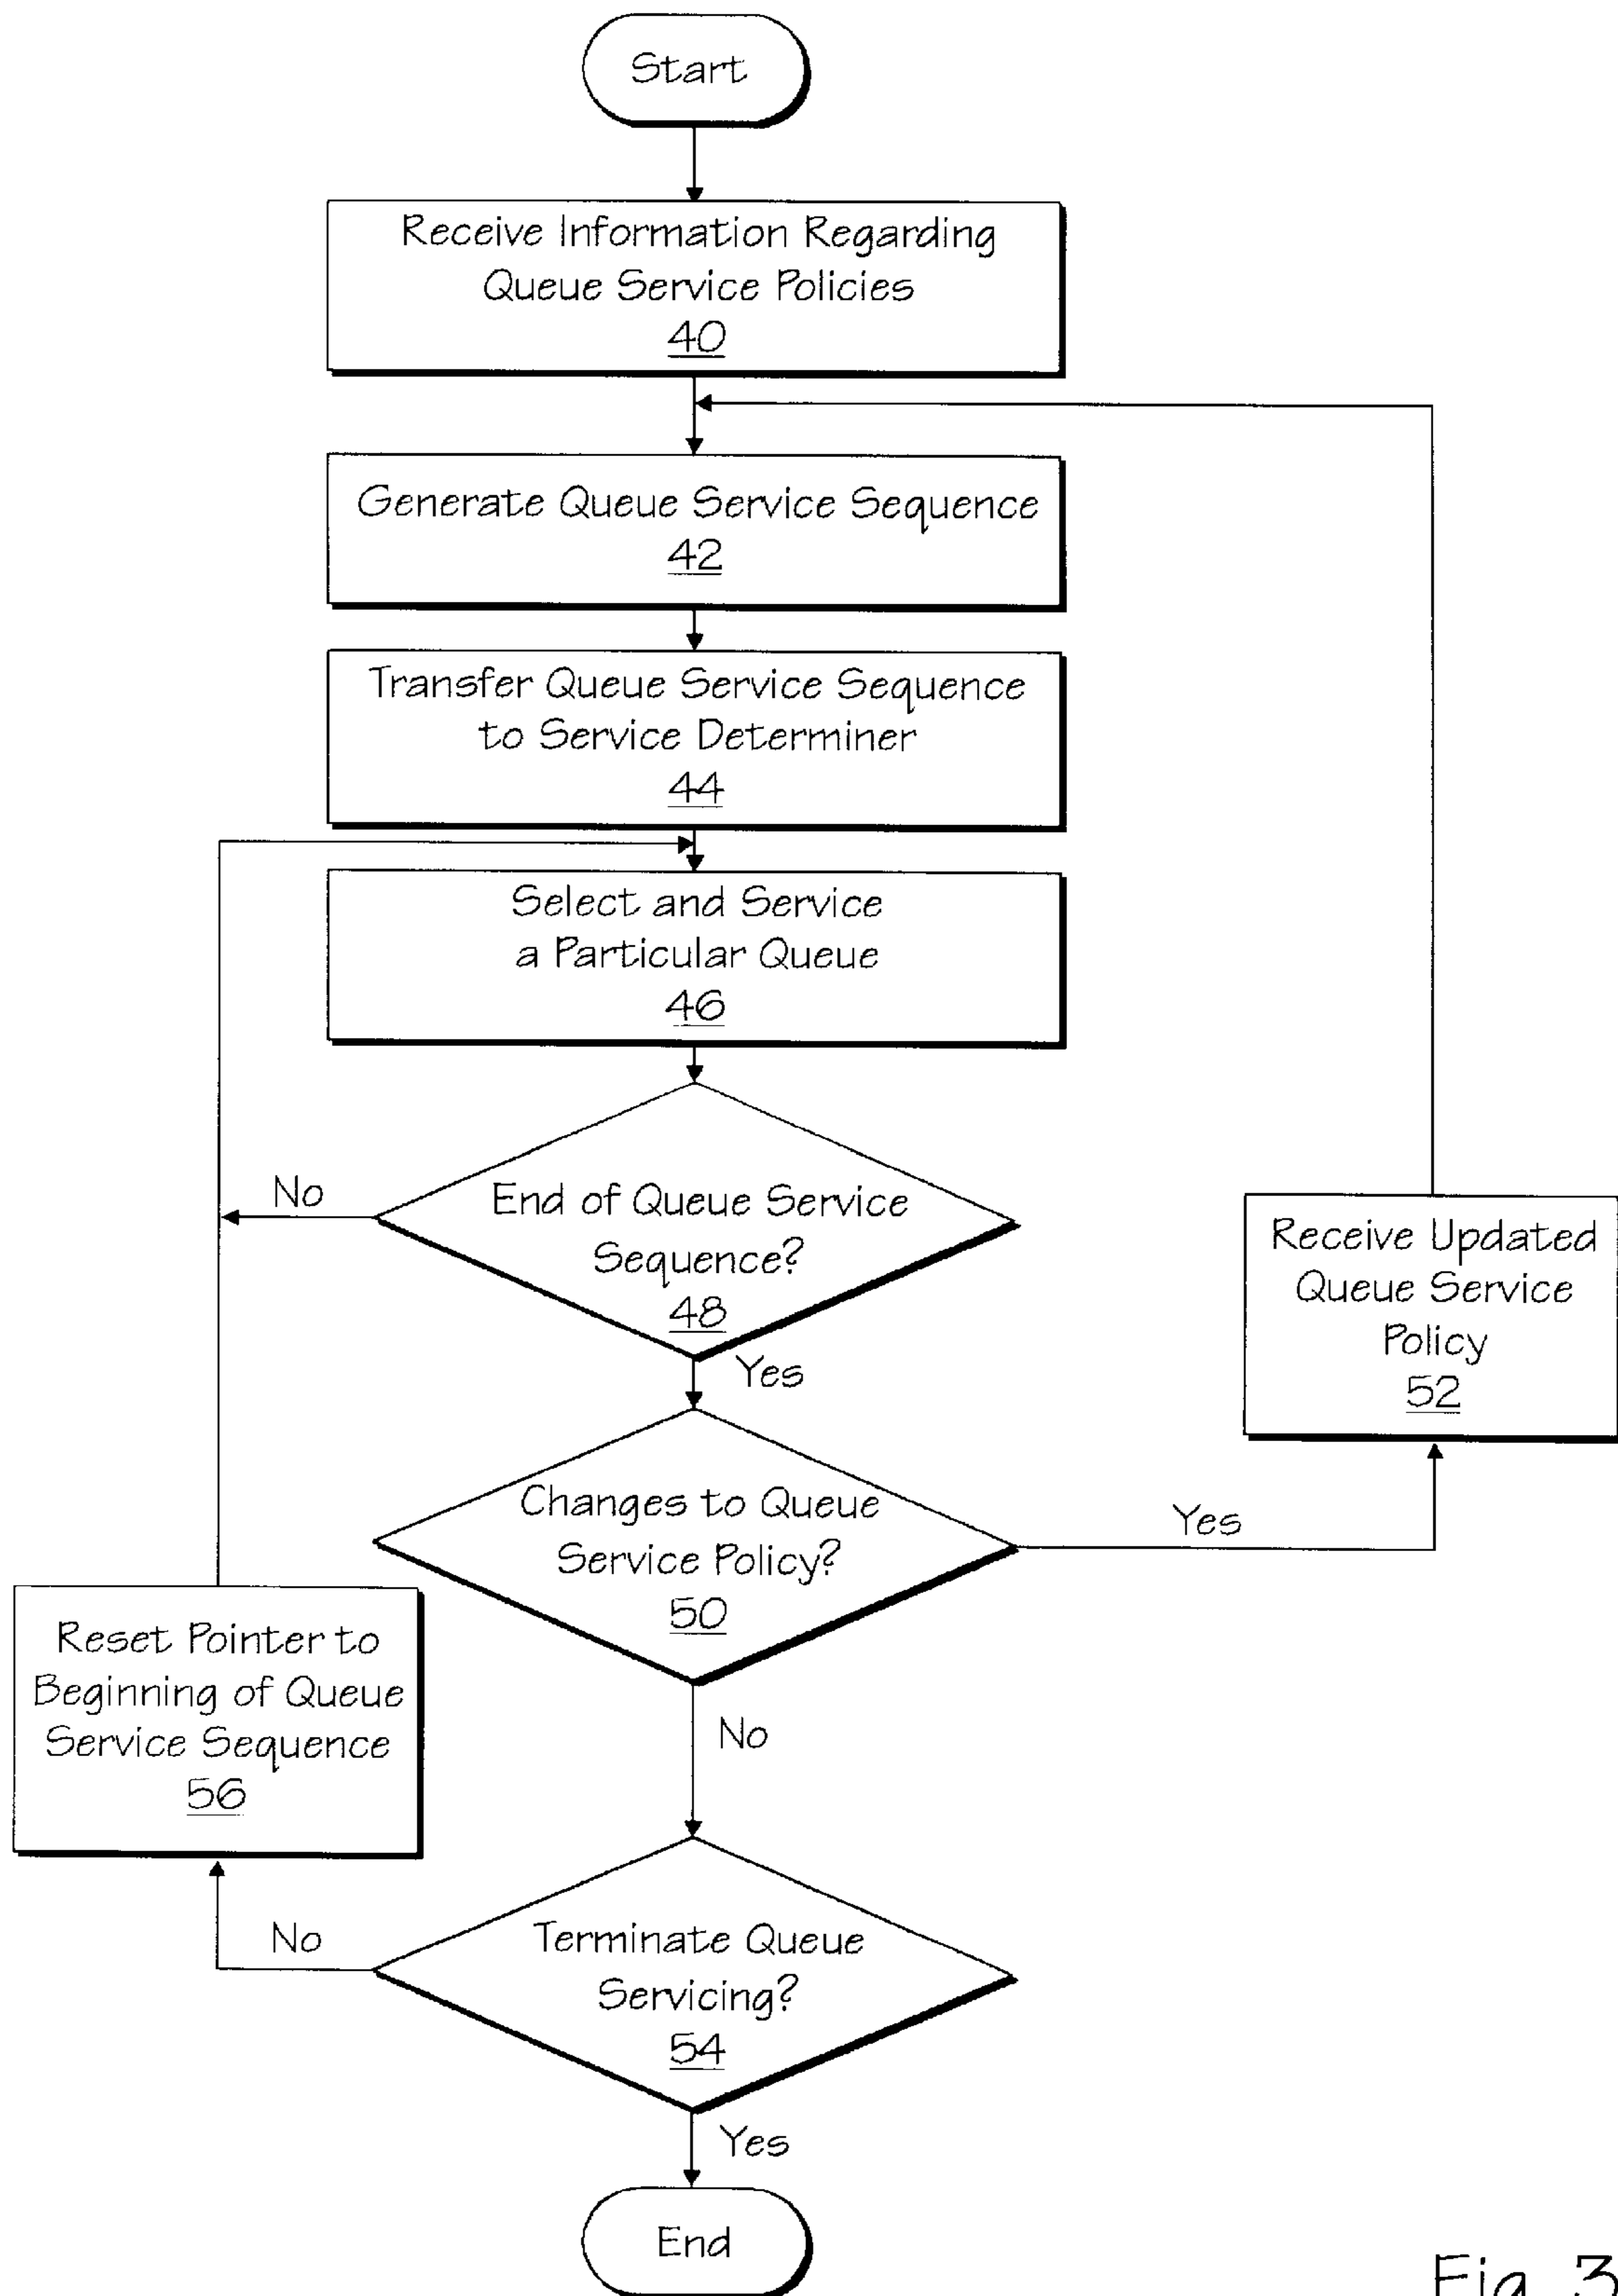 Start
Receive Information Regarding
Queue Service Policies
40
Generate Queue Service Sequence
42
Transfer Queue Service Sequence
to Service Determiner
44
Select and Service
a Particular Queue
46
No
End of Queue Service
Sequence?
48
Yes
Receive Updated
Queue Service
Policy
52
Changes to Queue
Service Policy?
50
Yes
Reset Pointer to
Beginning of Queue
Service Sequence
56
No
No
Terminate Queue
Servicing?
54
Yes
End
Fig. 3